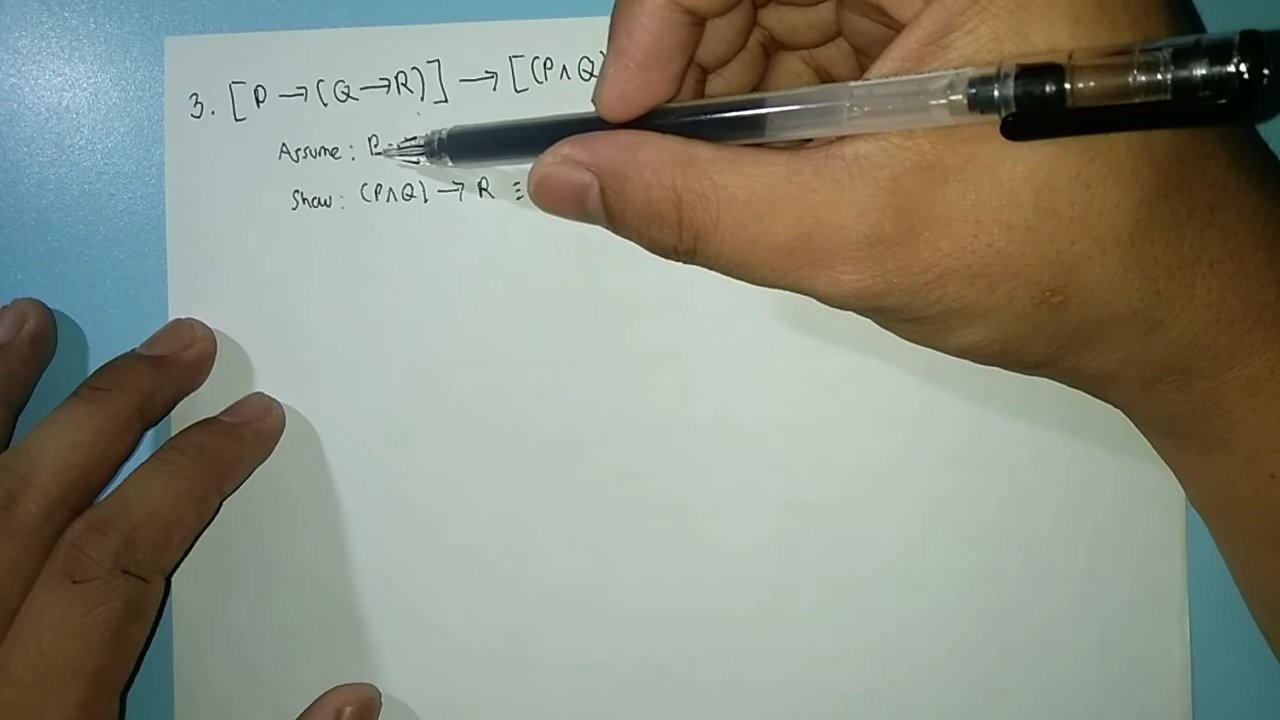 3. [P → (Q → R)] → [(P ∧ Q)
Assume: P
Show: (P ∧ Q) → R ≡